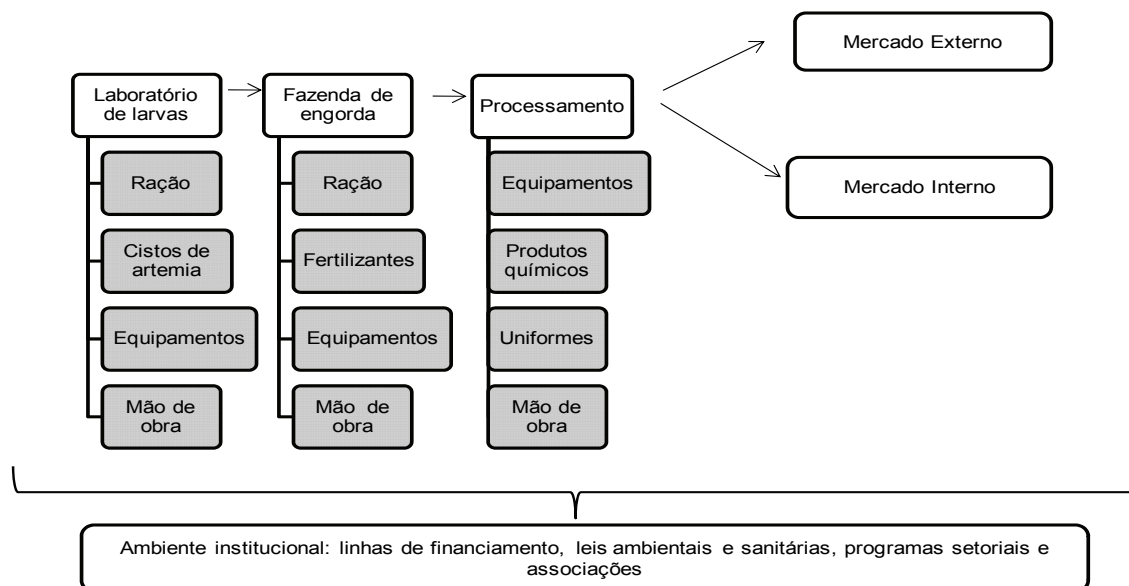 Mercado Externo
Laboratório
de larvas
Fazenda de
engorda
Processamento
Mercado Interno
Ração
Cistos de
artemia
Equipamentos
Mão de
obra
Ração
Fertilizantes
Equipamentos
Mão de
obra
Equipamentos
Produtos
químicos
Uniformes
Mão de
obra
Ambiente institucional: linhas de financiamento, leis ambientais e sanitárias, programas setoriais e
associações